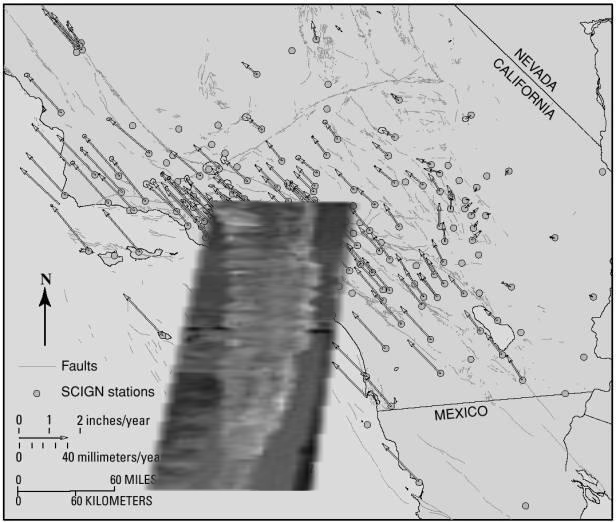 NEVADA
CALIFORNIA
N
Faults
SCIGN stations
0 1 2 inches/year
0 40 millimeters/yea
0 60 MILES
0 60 KILOMETERS
MEXICO